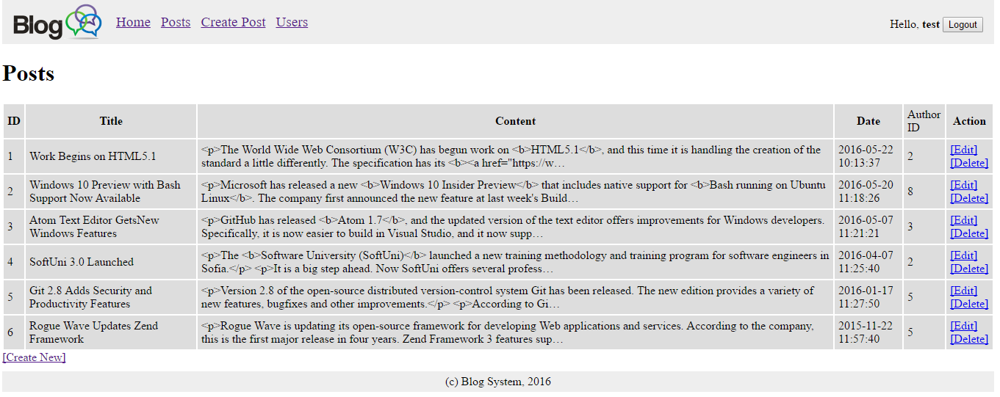 Blog Home Posts Create Post Users Hello, test Logout
Posts
ID Title Content Date Author ID Action
1 Work Begins on HTML5.1 <p>The World Wide Web Consortium (W3C) has begun work on <b>HTML5.1</b>, and this time it is handling the creation of the 2016-05-22 2 [Edit]
standard a little differently. The specification has its <b><a href="https://w… 10:13:37 [Delete]
2 Windows 10 Preview with Bash <p>Microsoft has released a new <b>Windows 10 Insider Preview</b> that includes native support for <b>Bash running on Ubuntu 2016-05-20 8 [Edit]
Support Now Available Linux</b>. The company first announced the new feature at last week's Build… 11:18:26 [Delete]
3 Atom Text Editor GetsNew <p>GitHub has released <b>Atom 1.7</b>, and the updated version of the text editor offers improvements for Windows developers. 2016-05-07 3 [Edit]
Windows Features Specifically, it is now easier to build in Visual Studio, and it now supp… 11:21:21 [Delete]
4 SoftUni 3.0 Launched <p>The <b>Software University (SoftUni)</b> launched a new training methodology and training program for software engineers in 2016-04-07 2 [Edit]
Sofia.</p> <p>It is a big step ahead. Now SoftUni offers several profess… 11:25:40 [Delete]
5 Git 2.8 Adds Security and <p>Version 2.8 of the open-source distributed version-control system Git has been released. The new edition provides a variety of 2016-01-17 5 [Edit]
Productivity Features new features, bugfixes and other improvements.</p> <p>According to Gi… 11:27:50 [Delete]
6 Rogue Wave Updates Zend <p>Rogue Wave is updating its open-source framework for developing Web applications and services. According to the company, 2015-11-22 5 [Edit]
Framework this is the first major release in four years. Zend Framework 3 features sup… 11:57:40 [Delete]
[Create New]
(c) Blog System, 2016